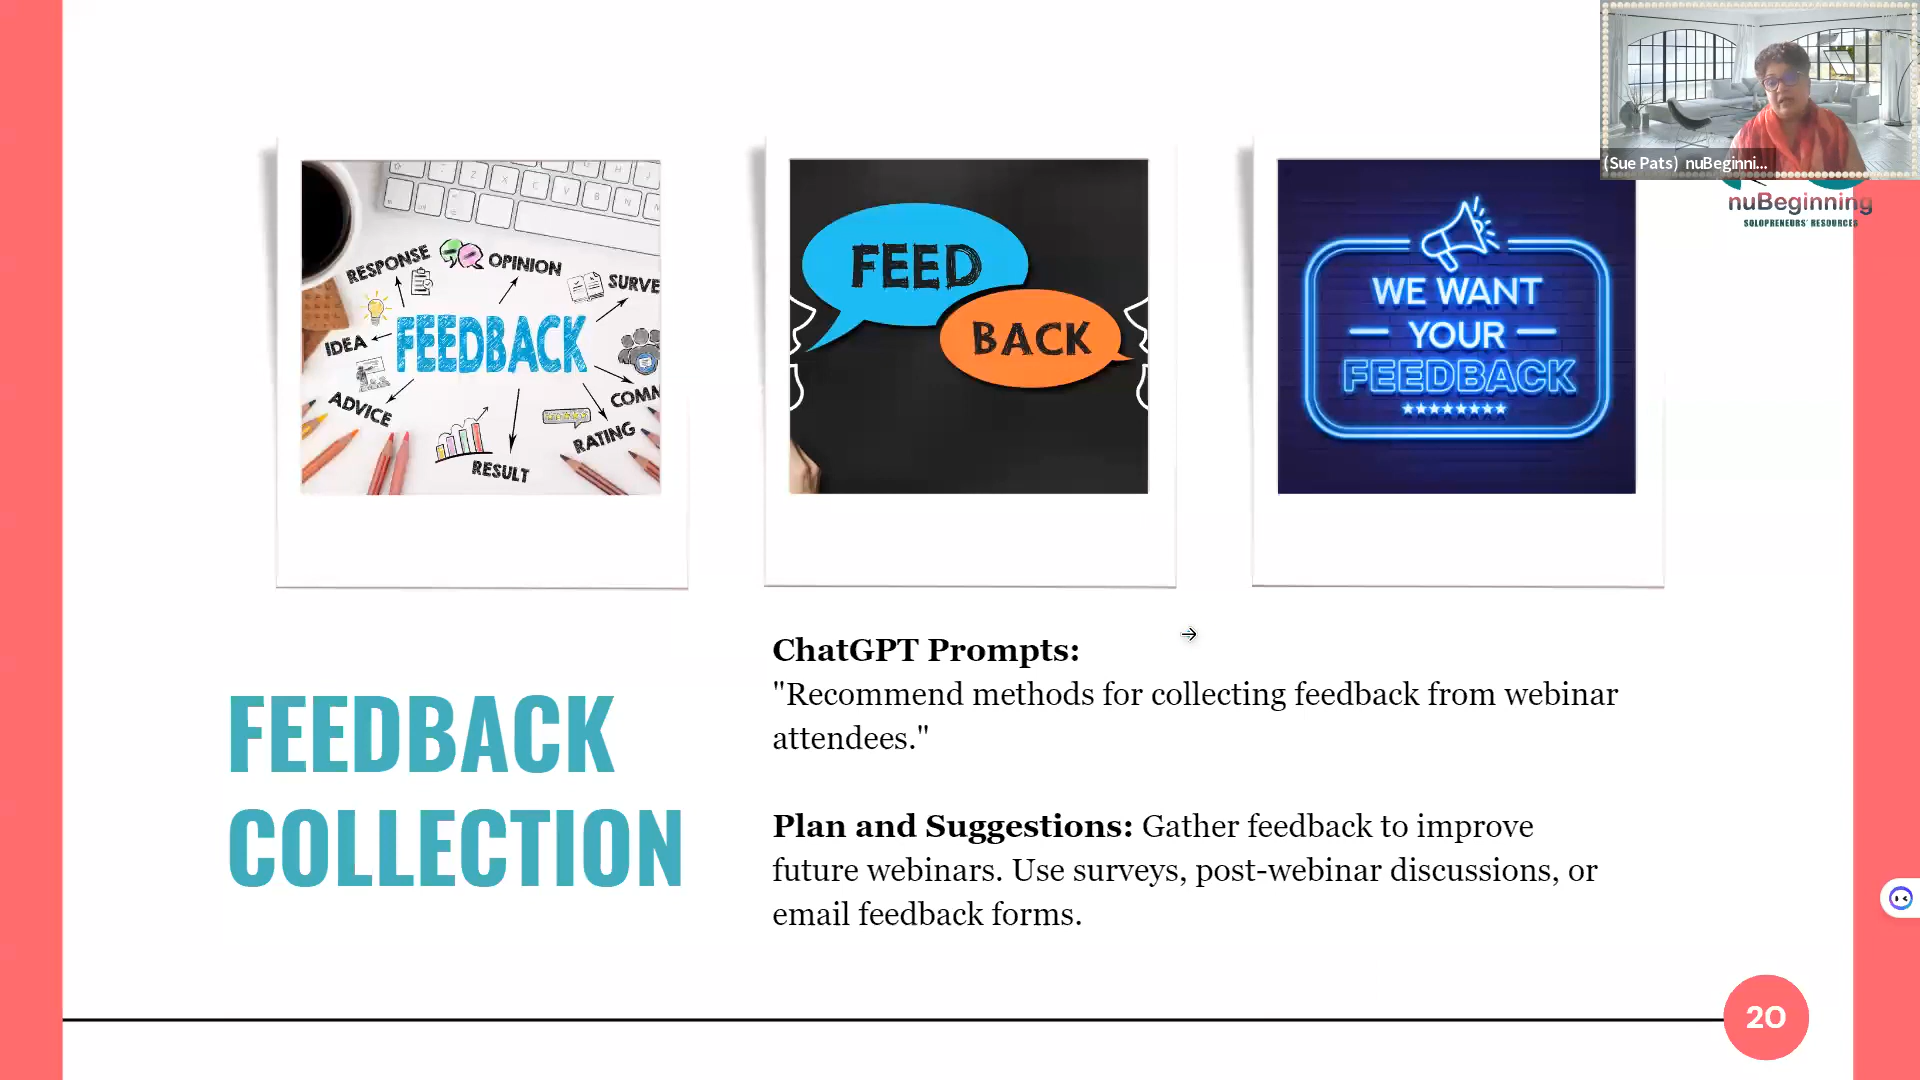 RESPONSE
OPINION
SURVE
IDEA
FEEDBACK
ADVICE
COMM
RATING
RESULT
FEED
BACK
WE WANT
YOUR
FEEDBACK
(Sue Pats) nuBeginni...
nuBeginning
SOLOPRENEURS' RESOURCES
FEEDBACK
COLLECTION
ChatGPT Prompts:
"Recommend methods for collecting feedback from webinar
attendees."
Plan and Suggestions: Gather feedback to improve
future webinars. Use surveys, post-webinar discussions, or
email feedback forms.
20